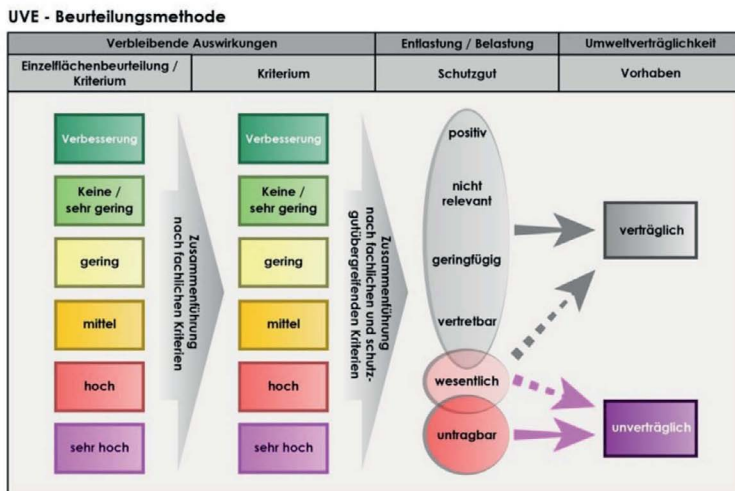 UVE - Beurteilungsmethode
Verbleibende Auswirkungen
Entlastung / Belastung
Umweltverträglichkeit
Einzelflächenbeurteilung /
Kriterium
Kriterium
Schutzgut
Vorhaben
Verbesserung
Keine /
sehr gering
gering
mittel
hoch
sehr hoch
Zusammenführung
nach fachlichen Kriterien
Verbesserung
Keine /
sehr gering
gering
mittel
hoch
sehr hoch
Zusammenführung
nach fachlichen und schutz-
gutübergreifenden Kriterien
positiv
nicht
relevant
geringfügig
vertretbar
wesentlich
untragbar
verträglich
unverträglich